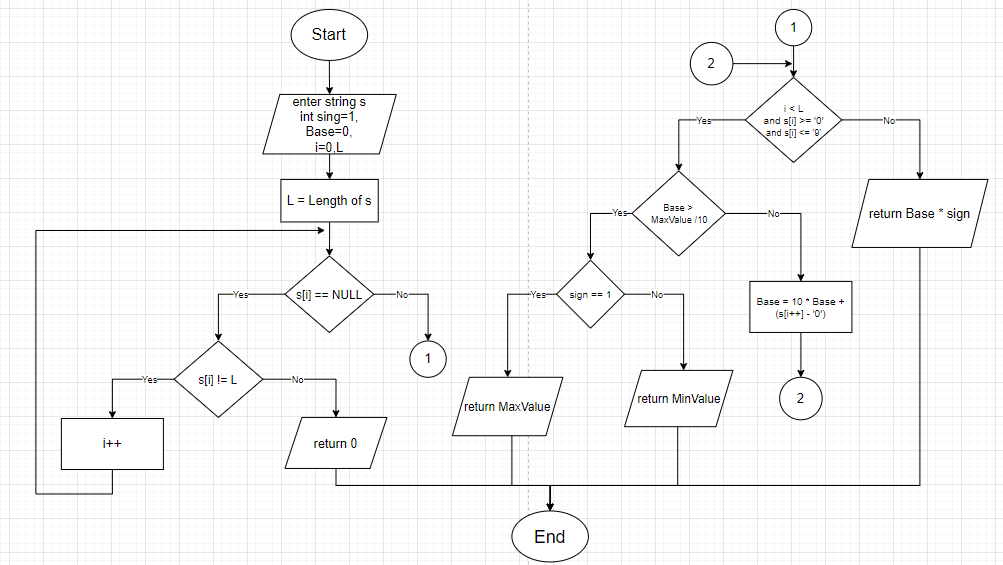 Start
enter string s
int sing=1,
Base=0,
i=0,L
L = Length of s
s[i] == NULL
Yes
No
1
s[i] != L
Yes
No
i++
return 0
1
2
i < L
and s[i] >= '0'
and s[i] <= '9'
Yes
No
Base >
MaxValue /10
return Base * sign
Yes
No
sign == 1
Yes
No
Base = 10 * Base +
(s[i++] - '0')
return MaxValue
return MinValue
2
End